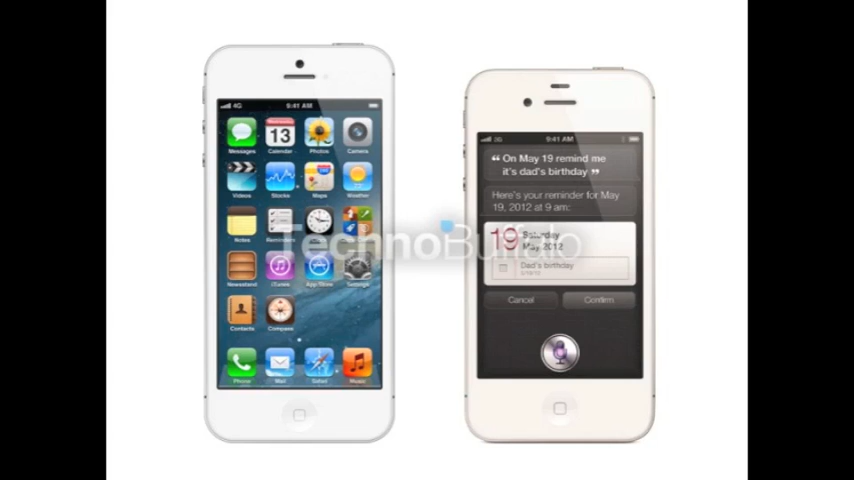 4G 9:41 AM
Wednesday
13
Messages Calendar Photos Camera
Videos Stocks Maps Weather
Notes Reminders
Newsstand iTunes App Store Settings
Contacts Compass
Phone Mail Safari Music
9:41 AM
“ On May 19 remind me
it's dad's birthday ”
Here's your reminder for May
19, 2012 at 9 am:
19 Saturday
May 2012
Dad's birthday
Cancel Confirm
TechnoBuffalo